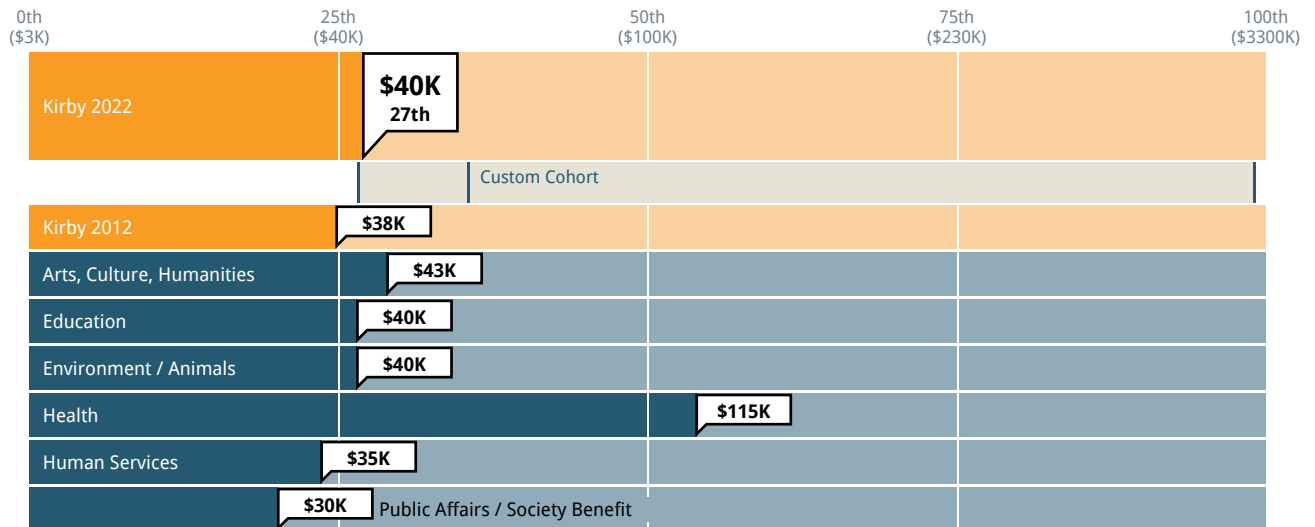 0th 25th 50th 75th 100th
($3K) ($40K) ($100K) ($230K) ($3300K)
Kirby 2022
$40K
27th
Custom Cohort
Kirby 2012 $38K
Arts, Culture, Humanities $43K
Education $40K
Environment / Animals $40K
Health $115K
Human Services $35K
$30K Public Affairs / Society Benefit